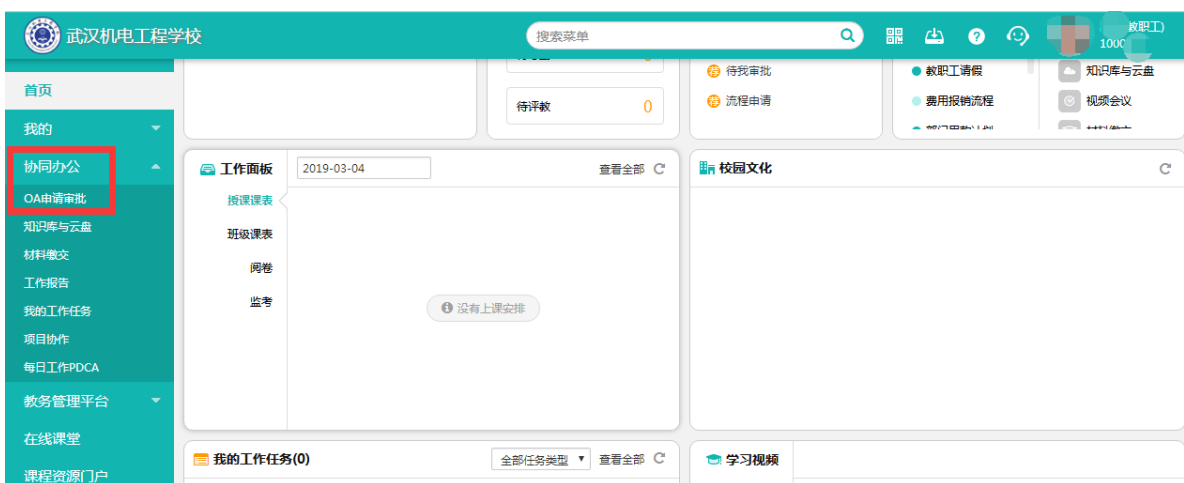 武汉机电工程学校
搜索菜单
?
教职工)
1000
首页
我的
协同办公
OA申请审批
知识库与云盘
材料缴交
工作报告
我的工作任务
项目协作
每日工作PDCA
教务管理平台
在线课堂
课程资源门户
待评教
0
荐 待我审批
荐 流程申请
教职工请假
费用报销流程
知识库与云盘
视频会议
工作面板
2019-03-04
查看全部
授课课表
班级课表
阅卷
监考
没有上课安排
校园文化
我的工作任务(0)
全部任务类型
查看全部
学习视频